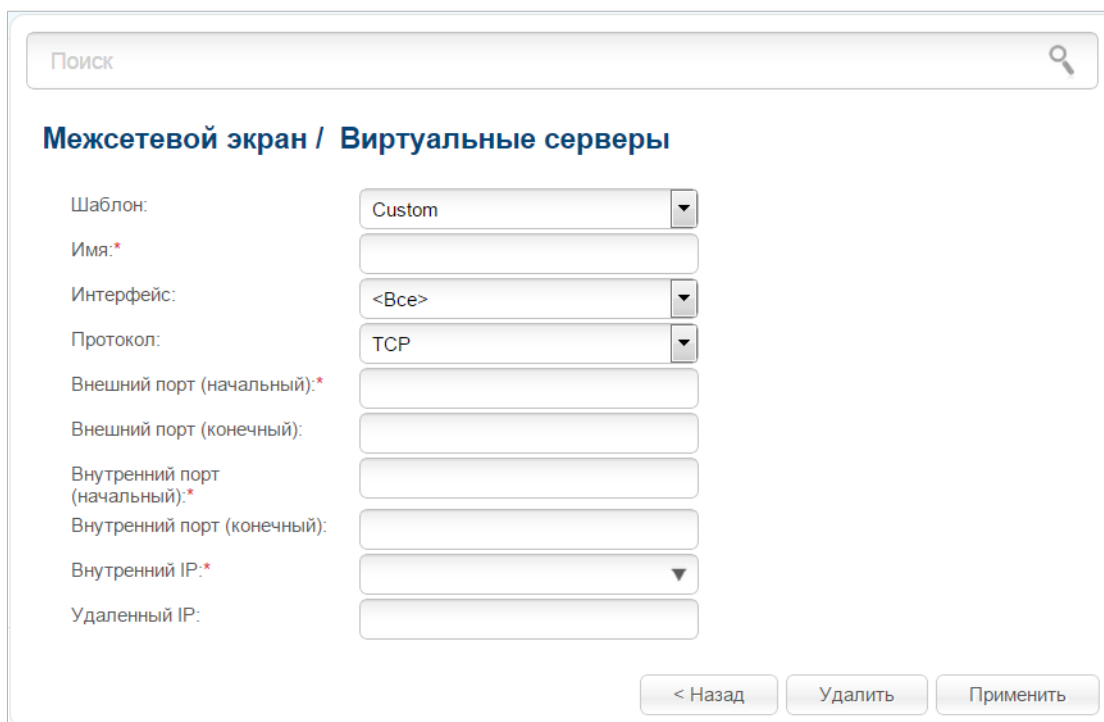 Поиск
Межсетевой экран / Виртуальные серверы
Шаблон: Custom
Имя:*
Интерфейс: <Все>
Протокол: TCP
Внешний порт (начальный):*
Внешний порт (конечный):
Внутренний порт
(начальный):*
Внутренний порт (конечный):
Внутренний IP:*
Удаленный IP:
< Назад Удалить Применить